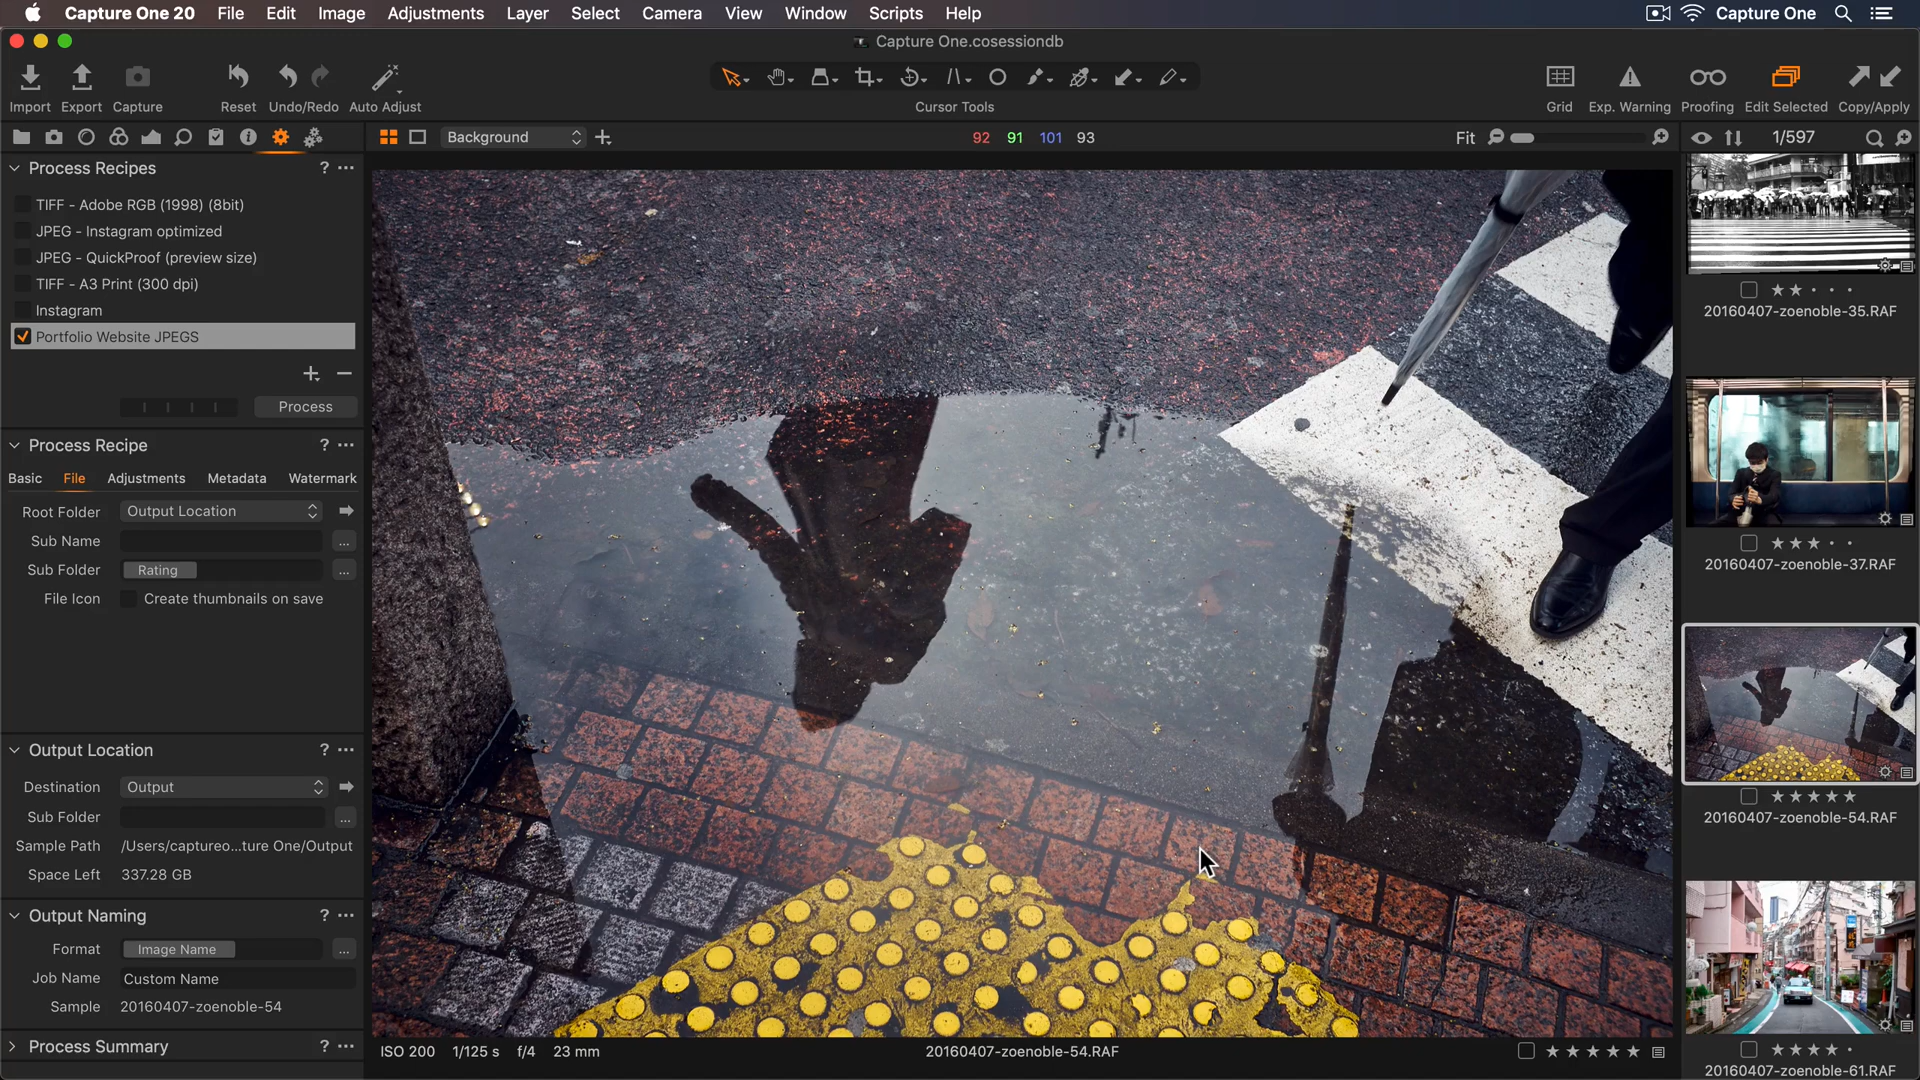 Capture One 20 File Edit Image Adjustments Layer Select Camera View Window Scripts Help Capture One
Capture One.cosessiondb
Import Export Capture Reset Undo/Redo Auto Adjust Cursor Tools Grid Exp. Warning Proofing Edit Selected Copy/Apply
Background 92 91 101 93 Fit 1/597
Process Recipes ? ...
TIFF - Adobe RGB (1998) (8bit)
JPEG - Instagram optimized
JPEG - QuickProof (preview size)
TIFF - A3 Print (300 dpi)
Instagram
Portfolio Website JPEGS
Process
Process Recipe ? ...
Basic File Adjustments Metadata Watermark
Root Folder Output Location
Sub Name ...
Sub Folder Rating ...
File Icon Create thumbnails on save
Output Location ? ...
Destination Output
Sub Folder ...
Sample Path /Users/captureo...ture One/Output
Space Left 337.28 GB
Output Naming ? ...
Format Image Name ...
Job Name Custom Name
Sample 20160407-zoenoble-54
Process Summary ? ...
ISO 200 1/125 s f/4 23 mm 20160407-zoenoble-54.RAF
20160407-zoenoble-35.RAF
20160407-zoenoble-37.RAF
20160407-zoenoble-54.RAF
20160407-zoenoble-61.RAF